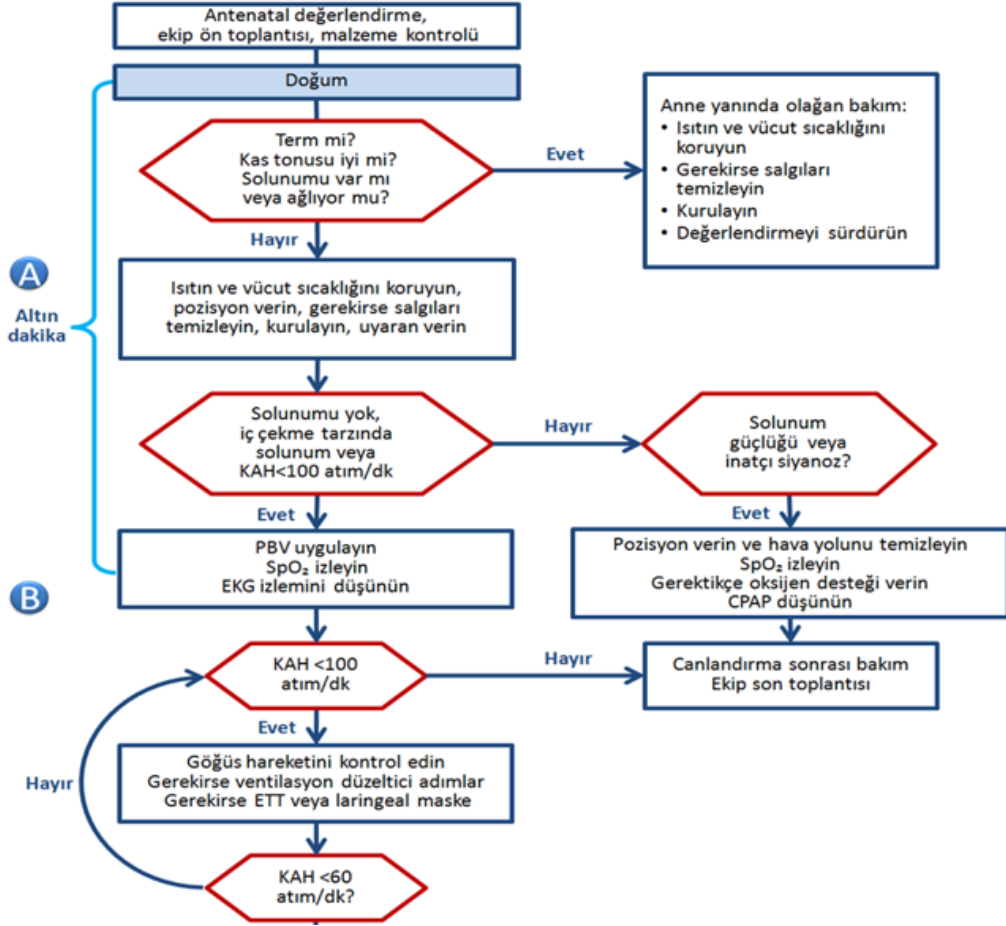 Antenatal değerlendirme,
ekip ön toplantısı, malzeme kontrolü
Doğum
Term mi?
Kas tonusu iyi mi?
Solunumu var mı
veya ağlıyor mu?
Evet
Anne yanında olağan bakım:
• Isıtın ve vücut sıcaklığını
koruyun
• Gerekirse salgıları
temizleyin
• Kurulayın
• Değerlendirmeyi sürdürün
Hayır
A
Altın
dakika
Isıtın ve vücut sıcaklığını koruyun,
pozisyon verin, gerekirse salgıları
temizleyin, kurulayın, uyaran verin
Solunumu yok,
iç çekme tarzında
solunum veya
KAH<100 atım/dk
Hayır
Solunum
güçlüğü veya
inatçı siyanoz?
Evet
Evet
B
PBV uygulayın
SpO₂ izleyin
EKG izlemini düşünün
Pozisyon verin ve hava yolunu temizleyin
SpO₂ izleyin
Gerektikçe oksijen desteği verin
CPAP düşünün
KAH <100
atım/dk
Hayır
Canlandırma sonrası bakım
Ekip son toplantısı
Evet
Göğüs hareketini kontrol edin
Gerekirse ventilasyon düzeltici adımlar
Gerekirse ETT veya laringeal maske
Hayır
KAH <60
atım/dk?